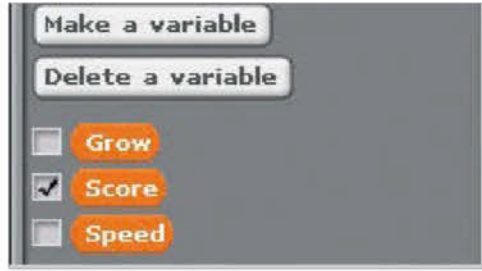 Make a variable
Delete a variable
Grow
Score
Speed